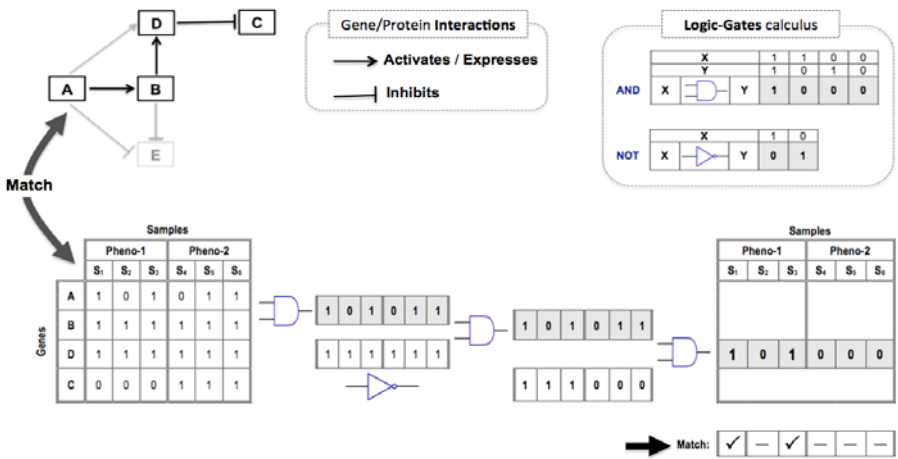 D C
A B
E
Match
Gene/Protein Interactions
Activates / Expresses
Inhibits
Logic-Gates calculus
X 1 1 0 0
Y 1 0 1 0
AND X Y 1 0 0 0
X 1 0
NOT X Y 0 1
Samples
Pheno-1 Pheno-2
S1 S2 S3 S4 S5 S6
Genes
A 1 0 1 0 1 1
B 1 1 1 1 1 1
D 1 1 1 1 1 1
C 0 0 0 1 1 1
1 0 1 0 1 1
1 1 1 1 1 1
1 0 1 0 1 1
1 1 1 0 0 0
Samples
Pheno-1 Pheno-2
S1 S2 S3 S4 S5 S6
1 0 1 0 0 0
Match: ✓ — ✓ — — —